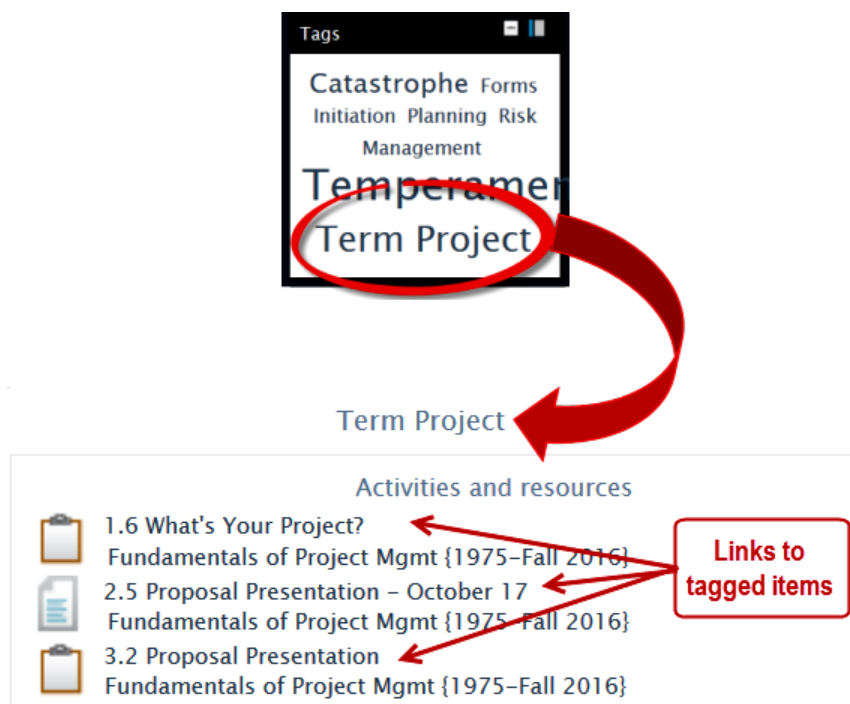 Tags
Catastrophe Forms
Initiation Planning Risk
Management
Temperamen
Term Project
Term Project
Activities and resources
1.6 What's Your Project?
Fundamentals of Project Mgmt {1975-Fall 2016}
2.5 Proposal Presentation - October 17
Fundamentals of Project Mgmt {1975-Fall 2016}
3.2 Proposal Presentation
Fundamentals of Project Mgmt {1975-Fall 2016}
Links to
tagged items